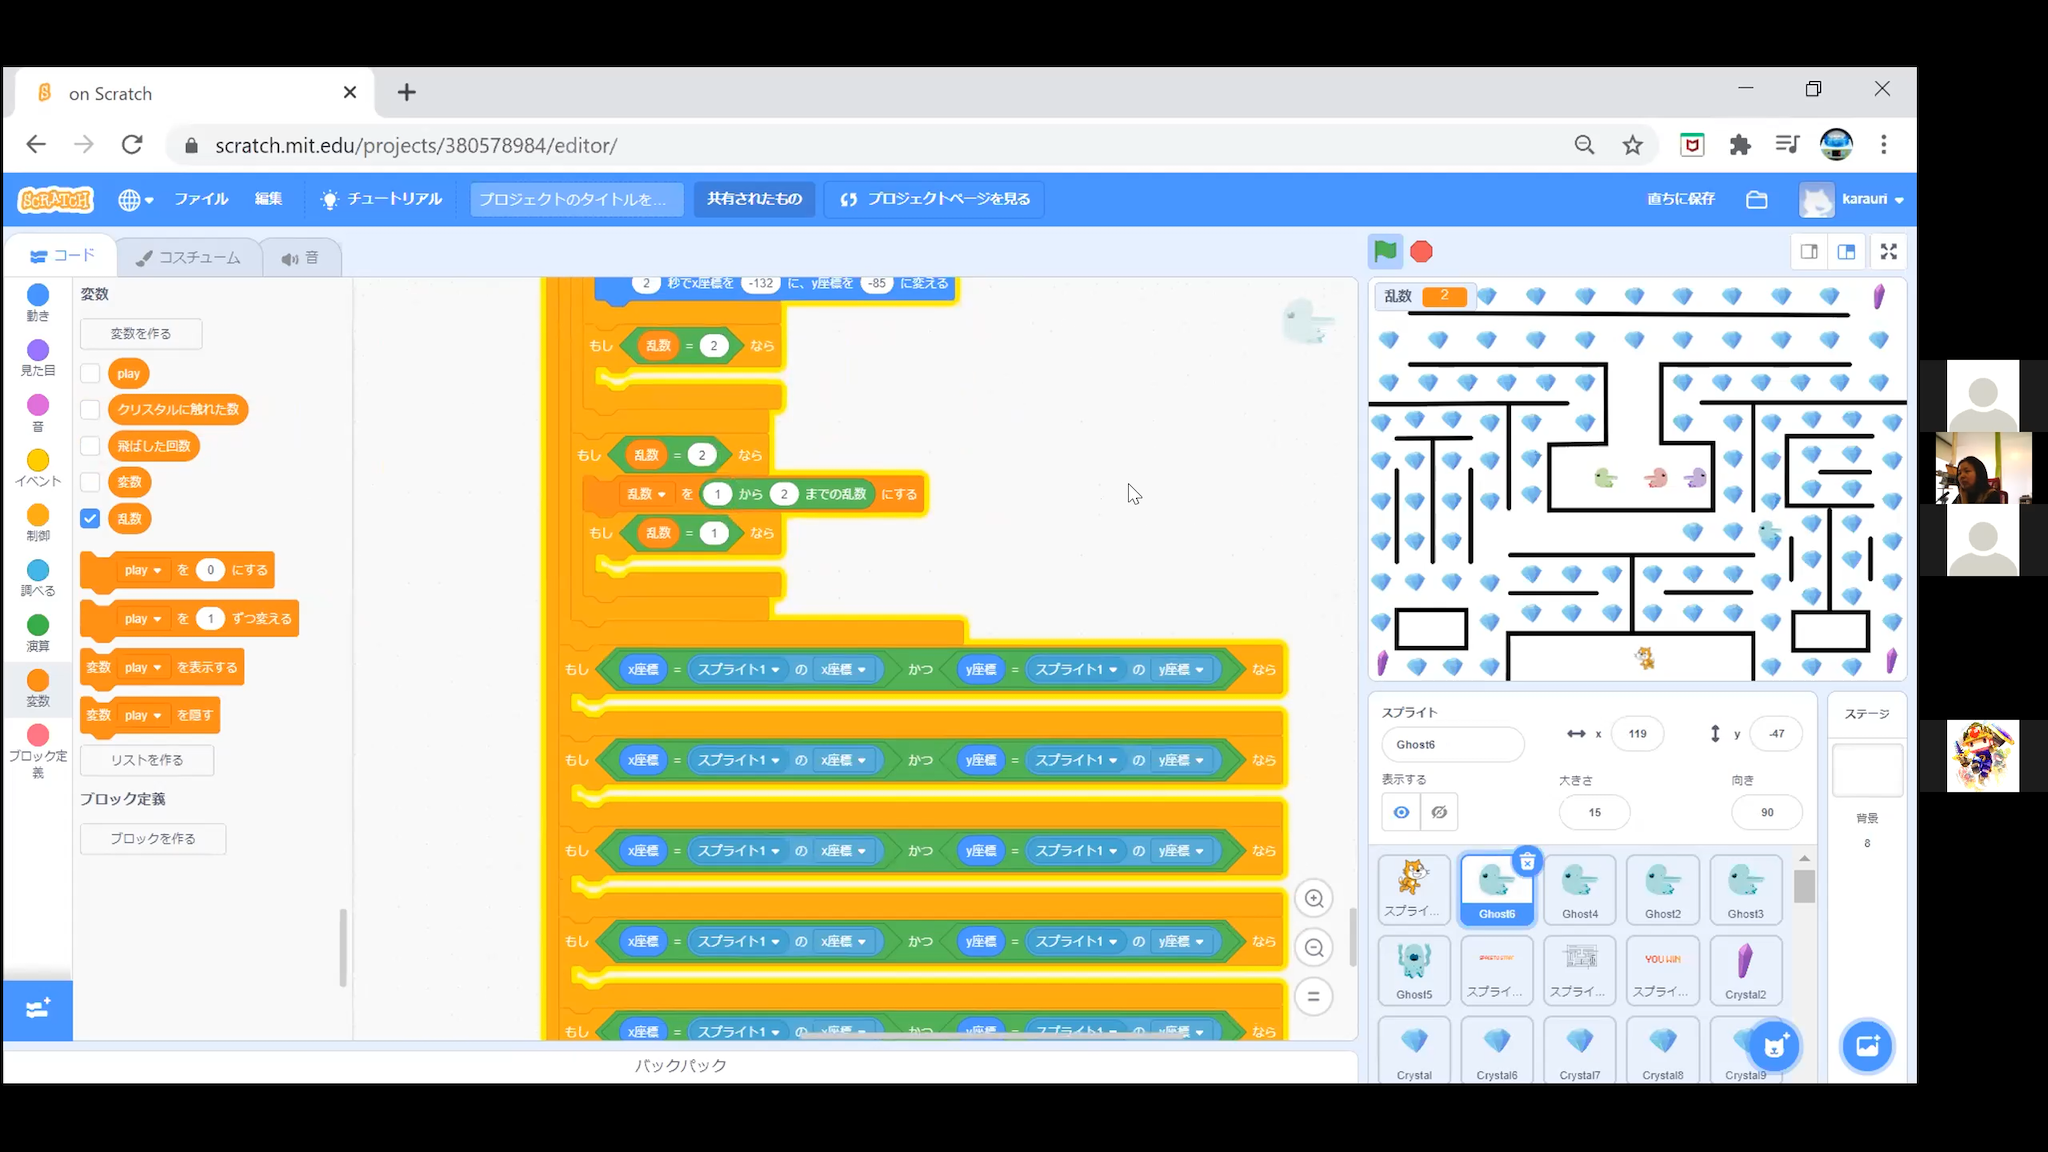 on Scratch
scratch.mit.edu/projects/380578984/editor/
SCRATCH ファイル 編集 チュートリアル プロジェクトのタイトルを... 共有されたもの プロジェクトページを見る 直ちに保存 karauri
コード コスチューム 音
動き
見た目
音
イベント
制御
調べる
演算
変数
ブロック定義
変数
変数を作る
play
クリスタルに触れた数
飛ばした回数
変数
乱数
play を 0 にする
play を 1 ずつ変える
変数 play を表示する
変数 play を隠す
リストを作る
ブロック定義
ブロックを作る
2 秒でx座標を -132 に、y座標を -85 に変える
もし 乱数 = 2 なら
もし 乱数 = 2 なら
乱数 を 1 から 2 までの乱数 にする
もし 乱数 = 1 なら
もし x座標 = スプライト1 の x座標 かつ y座標 = スプライト1 の y座標 なら
もし x座標 = スプライト1 の x座標 かつ y座標 = スプライト1 の y座標 なら
もし x座標 = スプライト1 の x座標 かつ y座標 = スプライト1 の y座標 なら
もし x座標 = スプライト1 の x座標 かつ y座標 = スプライト1 の y座標 なら
もし x座標 = スプライト1 の x座標 かつ y座標 = スプライト1 の y座標 なら
バックパック
乱数 2
スプライト
Ghost6
x 119 y -47
表示する 大きさ 向き
15 90
スプライ... Ghost6 Ghost4 Ghost2 Ghost3
YOU WIN
Ghost5 スプライ... スプライ... スプライ... Crystal2
Crystal Crystal6 Crystal7 Crystal8 Crystal9
ステージ
背景
8